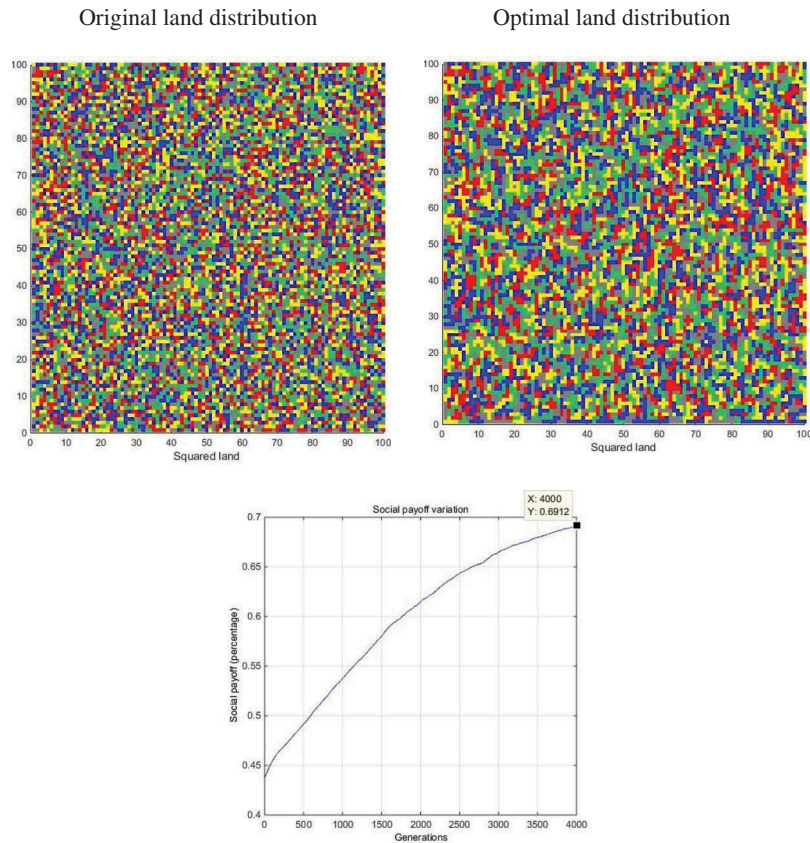 Original land distribution
Optimal land distribution
100
90
80
70
60
50
40
30
20
10
0
0 10 20 30 40 50 60 70 80 90 100
Squared land
100
90
80
70
60
50
40
30
20
10
0
0 10 20 30 40 50 60 70 80 90 100
Squared land
Social payoff variation
X: 4000
Y: 0.6912
Social payoff (percentage)
0.7
0.65
0.6
0.55
0.5
0.45
0.4
0 500 1000 1500 2000 2500 3000 3500 4000
Generations